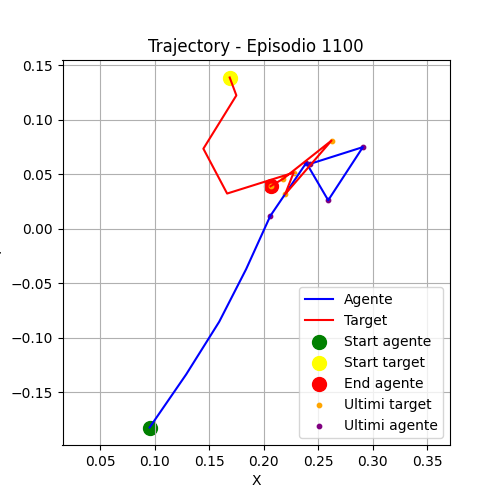 Trajectory - Episodio 1100
0.15
0.10
0.05
0.00
−0.05
−0.10
−0.15
0.05 0.10 0.15 0.20 0.25 0.30 0.35
X
Agente
Target
Start agente
Start target
End agente
Ultimi target
Ultimi agente